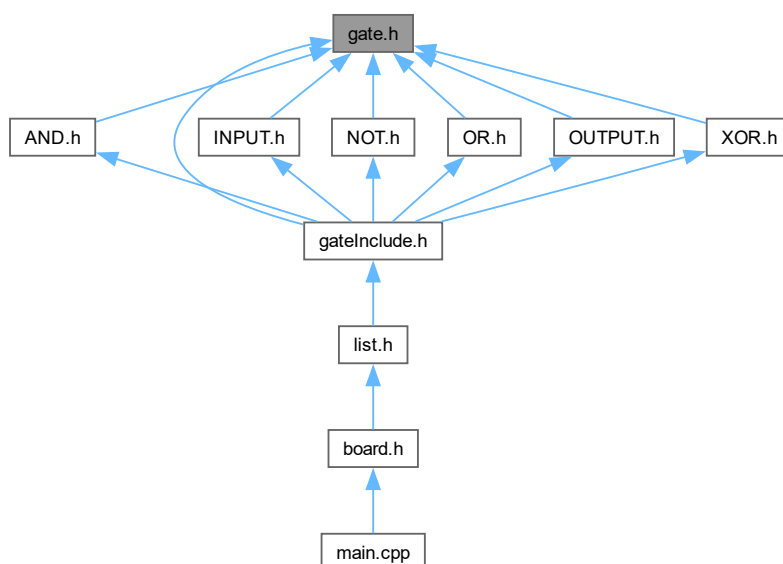 gate.h
AND.h
INPUT.h
NOT.h
OR.h
OUTPUT.h
XOR.h
gateInclude.h
list.h
board.h
main.cpp